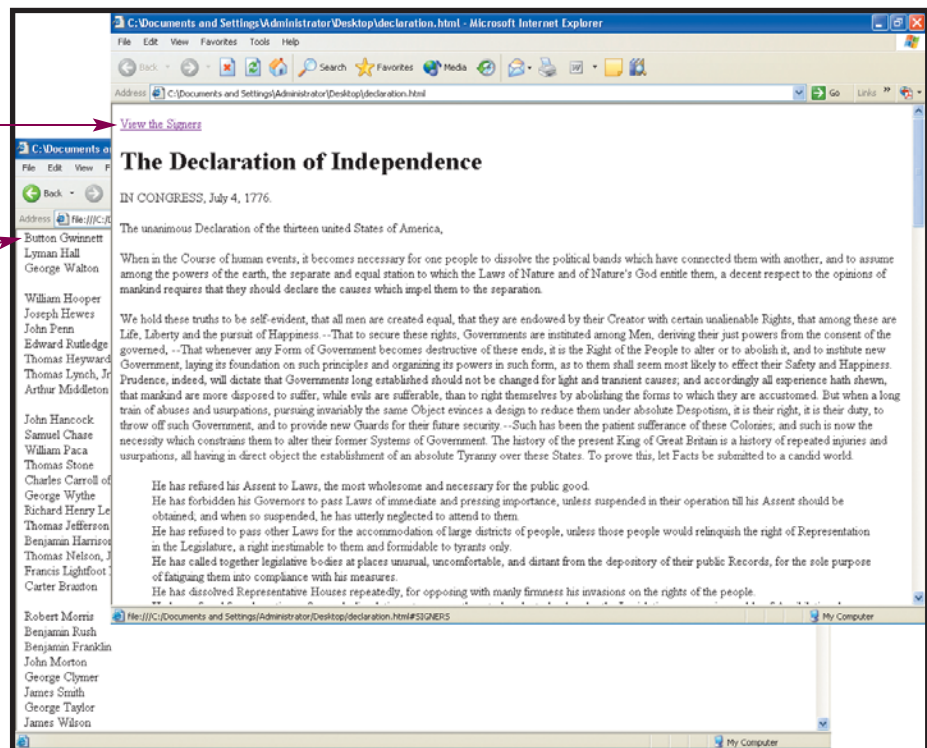 C:\Documents and Settings\Administrator\Desktop\declaration.html - Microsoft Internet Explorer
File Edit View Favorites Tools Help
Back Search Favorites Media
Address C:\Documents and Settings\Administrator\Desktop\declaration.html Go Links »
View the Signers
The Declaration of Independence
IN CONGRESS, July 4, 1776.
The unanimous Declaration of the thirteen united States of America,
When in the Course of human events, it becomes necessary for one people to dissolve the political bands which have connected them with another, and to assume
among the powers of the earth, the separate and equal station to which the Laws of Nature and of Nature's God entitle them, a decent respect to the opinions of
mankind requires that they should declare the causes which impel them to the separation.
We hold these truths to be self-evident, that all men are created equal, that they are endowed by their Creator with certain unalienable Rights, that among these are
Life, Liberty and the pursuit of Happiness.--That to secure these rights, Governments are instituted among Men, deriving their just powers from the consent of the
governed, --That whenever any Form of Government becomes destructive of these ends, it is the Right of the People to alter or to abolish it, and to institute new
Government, laying its foundation on such principles and organizing its powers in such form, as to them shall seem most likely to effect their Safety and Happiness.
Prudence, indeed, will dictate that Governments long established should not be changed for light and transient causes; and accordingly all experience hath shewn,
that mankind are more disposed to suffer, while evils are sufferable, than to right themselves by abolishing the forms to which they are accustomed. But when a long
train of abuses and usurpations, pursuing invariably the same Object evinces a design to reduce them under absolute Despotism, it is their right, it is their duty, to
throw off such Government, and to provide new Guards for their future security.--Such has been the patient sufferance of these Colonies; and such is now the
necessity which constrains them to alter their former Systems of Government. The history of the present King of Great Britain is a history of repeated injuries and
usurpations, all having in direct object the establishment of an absolute Tyranny over these States. To prove this, let Facts be submitted to a candid world.
He has refused his Assent to Laws, the most wholesome and necessary for the public good.
He has forbidden his Governors to pass Laws of immediate and pressing importance, unless suspended in their operation till his Assent should be
obtained; and when so suspended, he has utterly neglected to attend to them.
He has refused to pass other Laws for the accommodation of large districts of people, unless those people would relinquish the right of Representation
in the Legislature, a right inestimable to them and formidable to tyrants only.
He has called together legislative bodies at places unusual, uncomfortable, and distant from the depository of their public Records, for the sole purpose
of fatiguing them into compliance with his measures.
He has dissolved Representative Houses repeatedly, for opposing with manly firmness his invasions on the rights of the people.
file:///C:/Documents and Settings/Administrator/Desktop/declaration.html#SIGNERS My Computer
C:\Documents a
File Edit View F
Back
Address file:///C:/D
Button Gwinnett
Lyman Hall
George Walton
William Hooper
Joseph Hewes
John Penn
Edward Rutledge
Thomas Heyward
Thomas Lynch, Jr
Arthur Middleton
John Hancock
Samuel Chase
William Paca
Thomas Stone
Charles Carroll of
George Wythe
Richard Henry Le
Thomas Jefferson
Benjamin Harrison
Thomas Nelson, J
Francis Lightfoot
Carter Braxton
Robert Morris
Benjamin Rush
Benjamin Franklin
John Morton
George Clymer
James Smith
George Taylor
James Wilson
My Computer